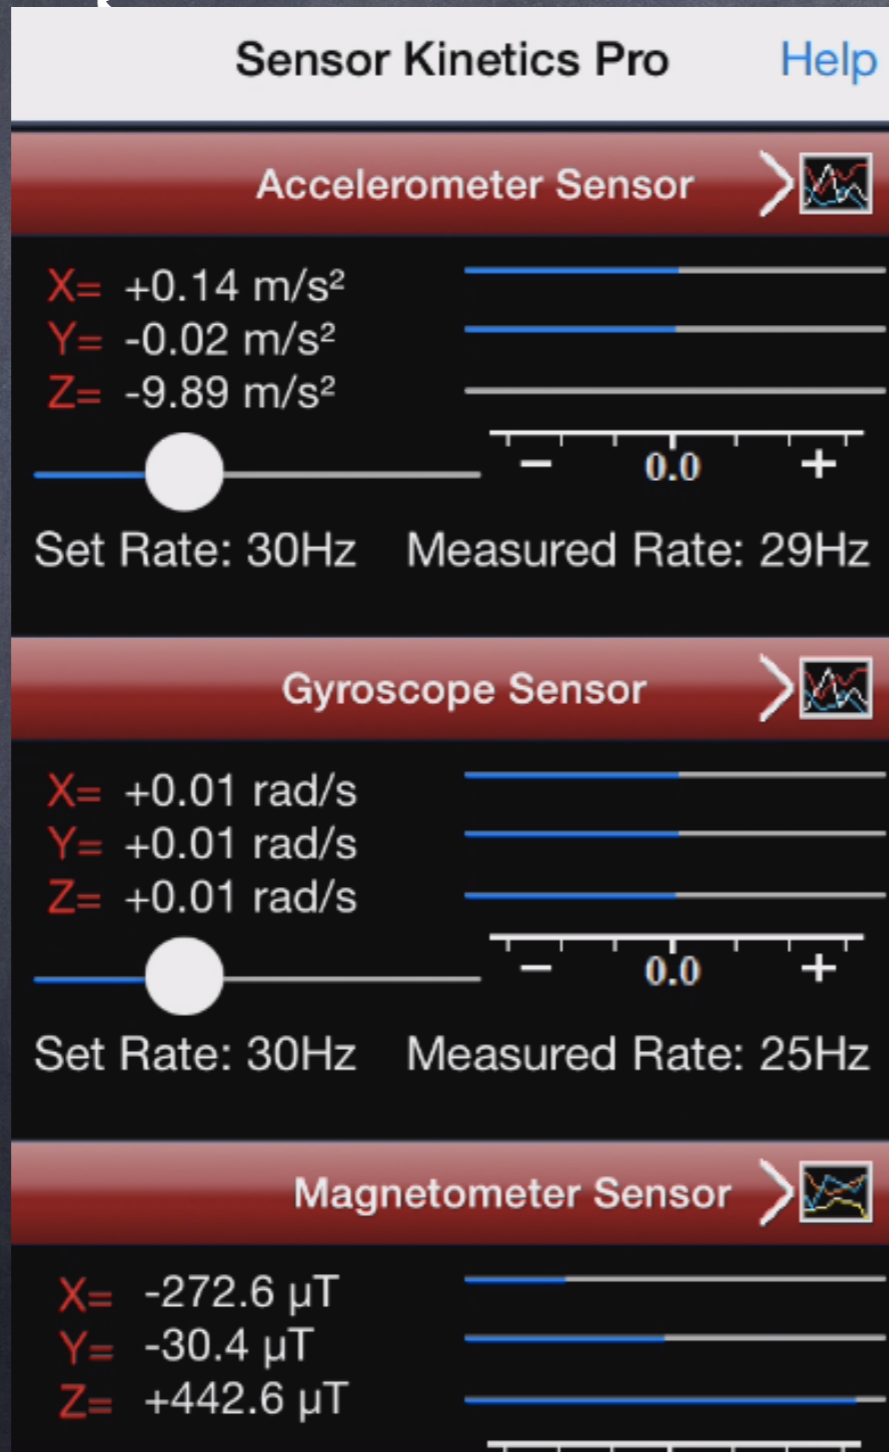 Sensor Kinetics Pro Help
Accelerometer Sensor
X= +0.14 m/s²
Y= -0.02 m/s²
Z= -9.89 m/s²
− 0.0 +
Set Rate: 30Hz Measured Rate: 29Hz
Gyroscope Sensor
X= +0.01 rad/s
Y= +0.01 rad/s
Z= +0.01 rad/s
− 0.0 +
Set Rate: 30Hz Measured Rate: 25Hz
Magnetometer Sensor
X= -272.6 µT
Y= -30.4 µT
Z= +442.6 µT